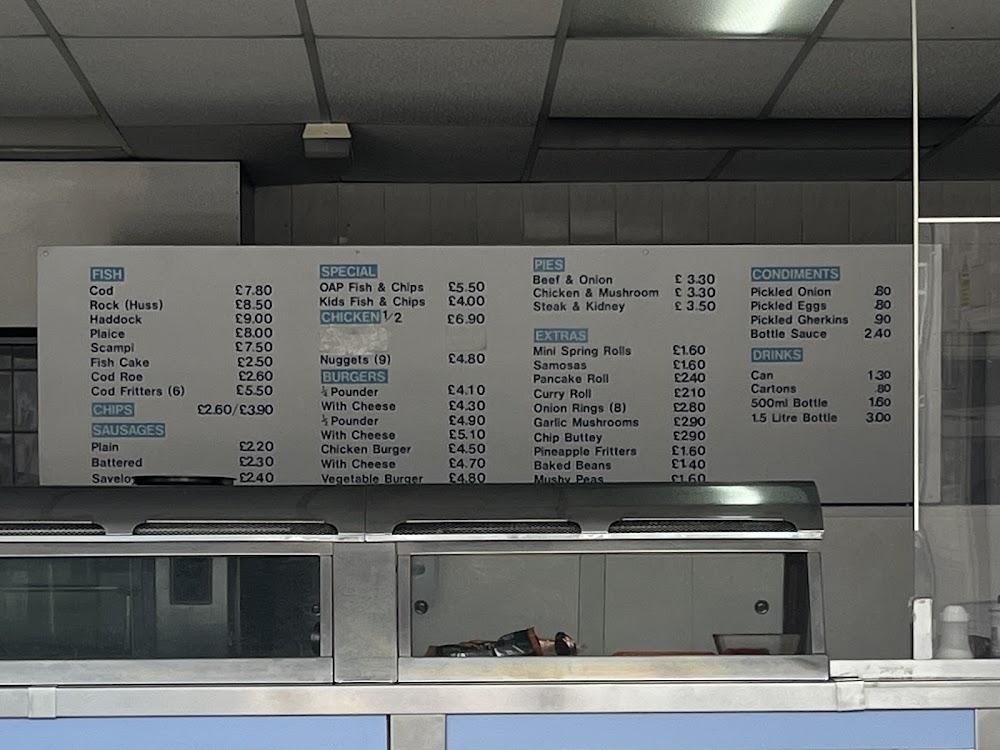 FISH
Cod £7.80
Rock (Huss) £8.50
Haddock £9.00
Plaice £8.00
Scampi £7.50
Fish Cake £2.50
Cod Roe £2.60
Cod Fritters (6) £5.50
CHIPS £2.60/£3.90
SAUSAGES
Plain £2.20
Battered £2.30
Saveloy £2.40
SPECIAL
OAP Fish & Chips £5.50
Kids Fish & Chips £4.00
CHICKEN 1/2 £6.90
Nuggets (9) £4.80
BURGERS
¼ Pounder £4.10
With Cheese £4.30
½ Pounder £4.90
With Cheese £5.10
Chicken Burger £4.50
With Cheese £4.70
Vegetable Burger £4.80
PIES
Beef & Onion £ 3.30
Chicken & Mushroom £ 3.30
Steak & Kidney £ 3.50
EXTRAS
Mini Spring Rolls £1.60
Samosas £1.60
Pancake Roll £2.40
Curry Roll £2.10
Onion Rings (8) £2.80
Garlic Mushrooms £2.90
Chip Buttey £2.90
Pineapple Fritters £1.60
Baked Beans £1.40
Mushy Peas £1.60
CONDIMENTS
Pickled Onion .80
Pickled Eggs .80
Pickled Gherkins .90
Bottle Sauce 2.40
DRINKS
Can 1.30
Cartons .80
500ml Bottle 1.60
1.5 Litre Bottle 3.00